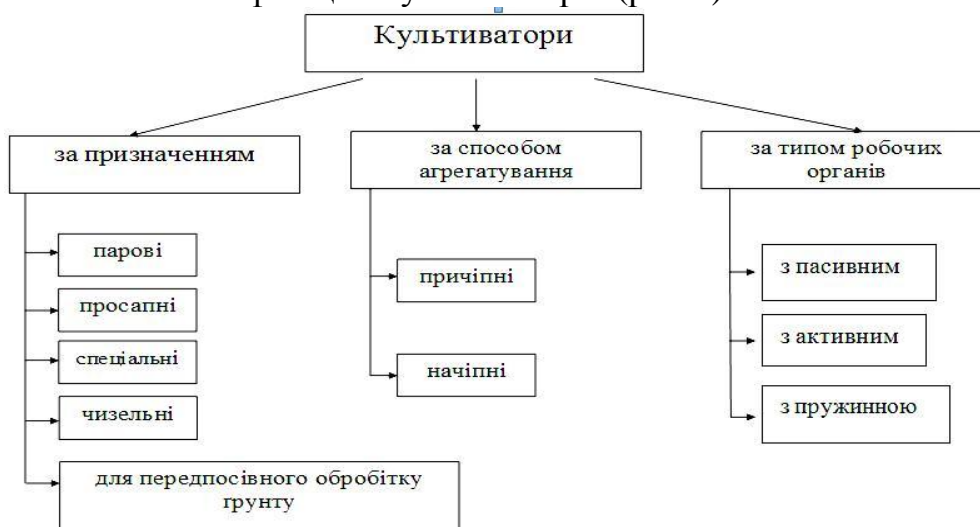 Культиватори
за призначенням
парові
просапні
спеціальні
чизельні
для передпосівного обробітку
ґрунту
за способом
агрегатування
причіпні
начіпні
за типом робочих
органів
з пасивним
з активним
з пружинною